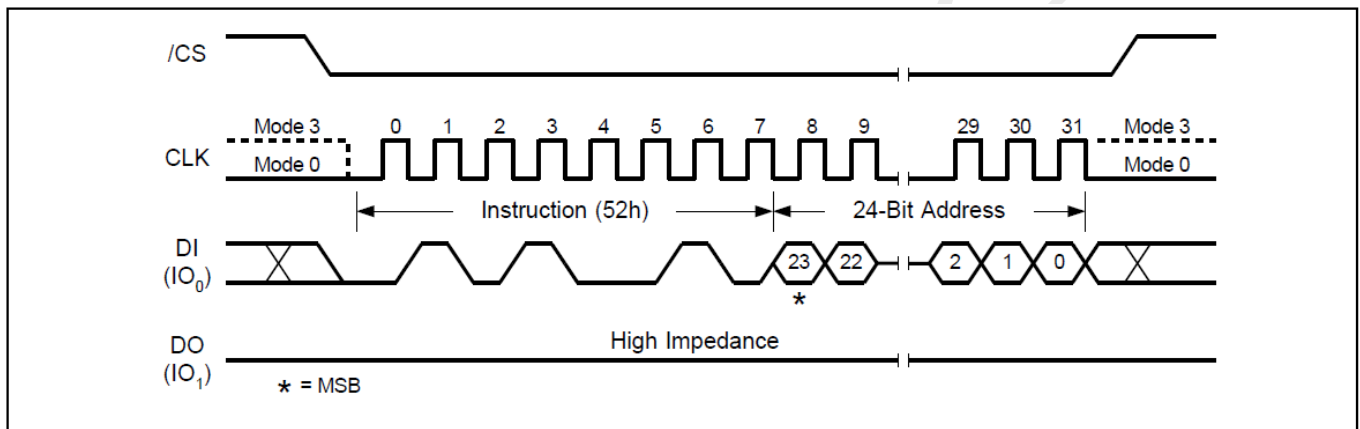 /CS
Mode 3 0 1 2 3 4 5 6 7 8 9 29 30 31 Mode 3
CLK
Mode 0 Mode 0
Instruction (52h) 24-Bit Address
DI
(IO₀)
23 22 2 1 0
*
High Impedance
DO
(IO₁)
* = MSB